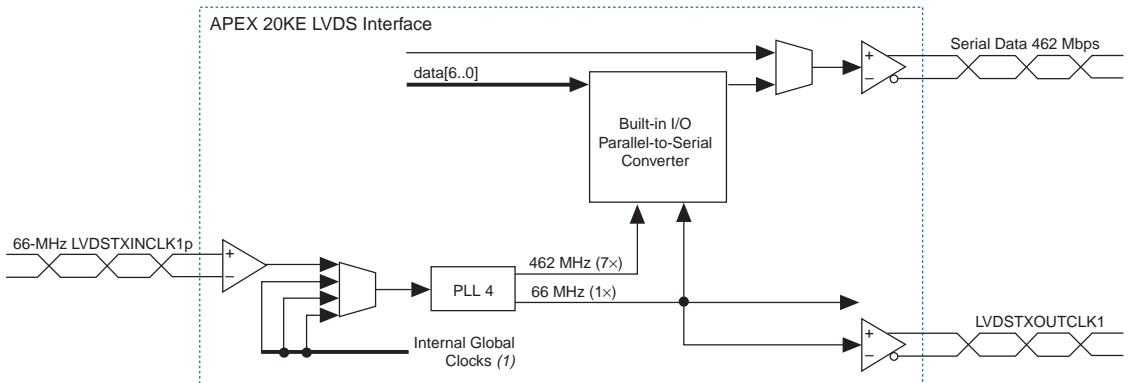 APEX 20KE LVDS Interface
Serial Data 462 Mbps
data[6..0]
+
−
Built-in I/O
Parallel-to-Serial
Converter
66-MHz LVDSTXINCLK1p
+
−
462 MHz (7×)
PLL 4
66 MHz (1×)
LVDSTXOUTCLK1
+
−
Internal Global
Clocks (1)